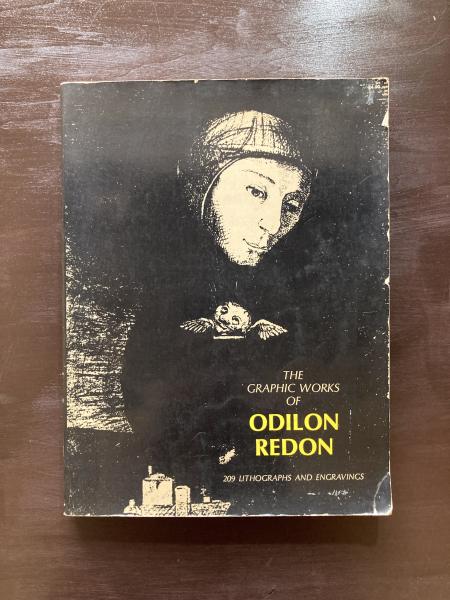 THE
GRAPHIC WORKS
OF
ODILON
REDON
209 LITHOGRAPHS AND ENGRAVINGS